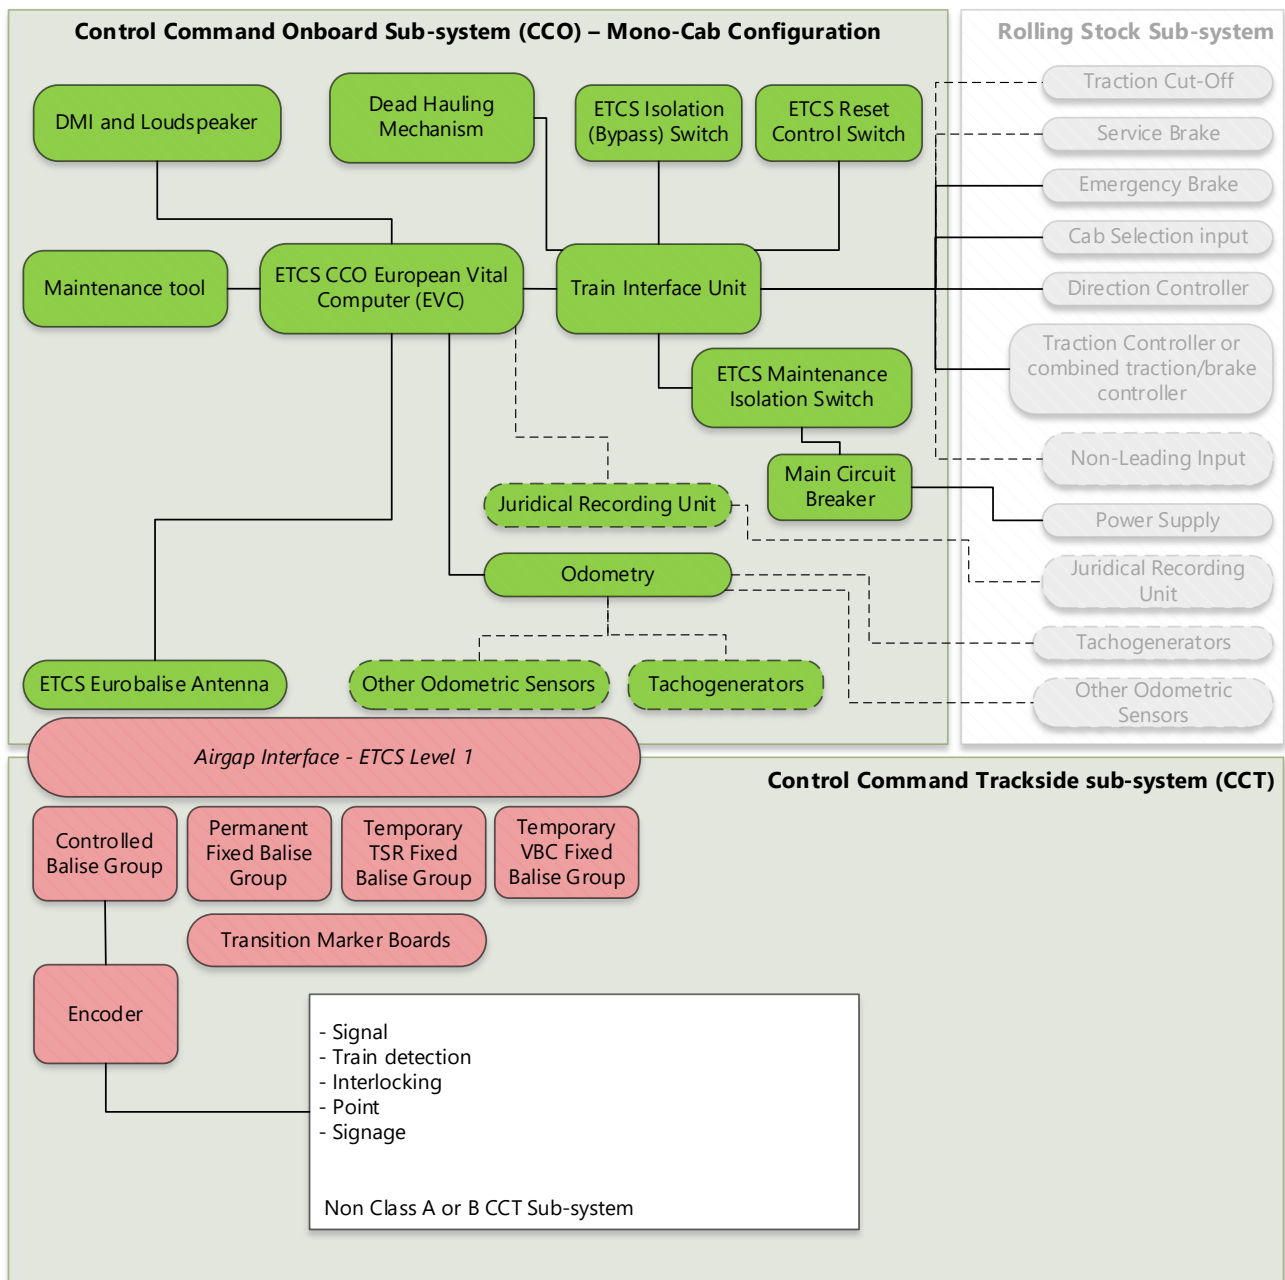 Control Command Onboard Sub-system (CCO) – Mono-Cab Configuration
DMI and Loudspeaker
Dead Hauling
Mechanism
ETCS Isolation
(Bypass) Switch
ETCS Reset
Control Switch
Maintenance tool
ETCS CCO European Vital
Computer (EVC)
Train Interface Unit
ETCS Maintenance
Isolation Switch
Main Circuit
Breaker
Juridical Recording Unit
Odometry
ETCS Eurobalise Antenna
Other Odometric Sensors
Tachogenerators
Rolling Stock Sub-system
Traction Cut-Off
Service Brake
Emergency Brake
Cab Selection input
Direction Controller
Traction Controller or
combined traction/brake
controller
Non-Leading Input
Power Supply
Juridical Recording
Unit
Tachogenerators
Other Odometric
Sensors
Airgap Interface - ETCS Level 1
Control Command Trackside sub-system (CCT)
Controlled
Balise Group
Permanent
Fixed Balise
Group
Temporary
TSR Fixed
Balise Group
Temporary
VBC Fixed
Balise Group
Transition Marker Boards
Encoder
- Signal
- Train detection
- Interlocking
- Point
- Signage
Non Class A or B CCT Sub-system